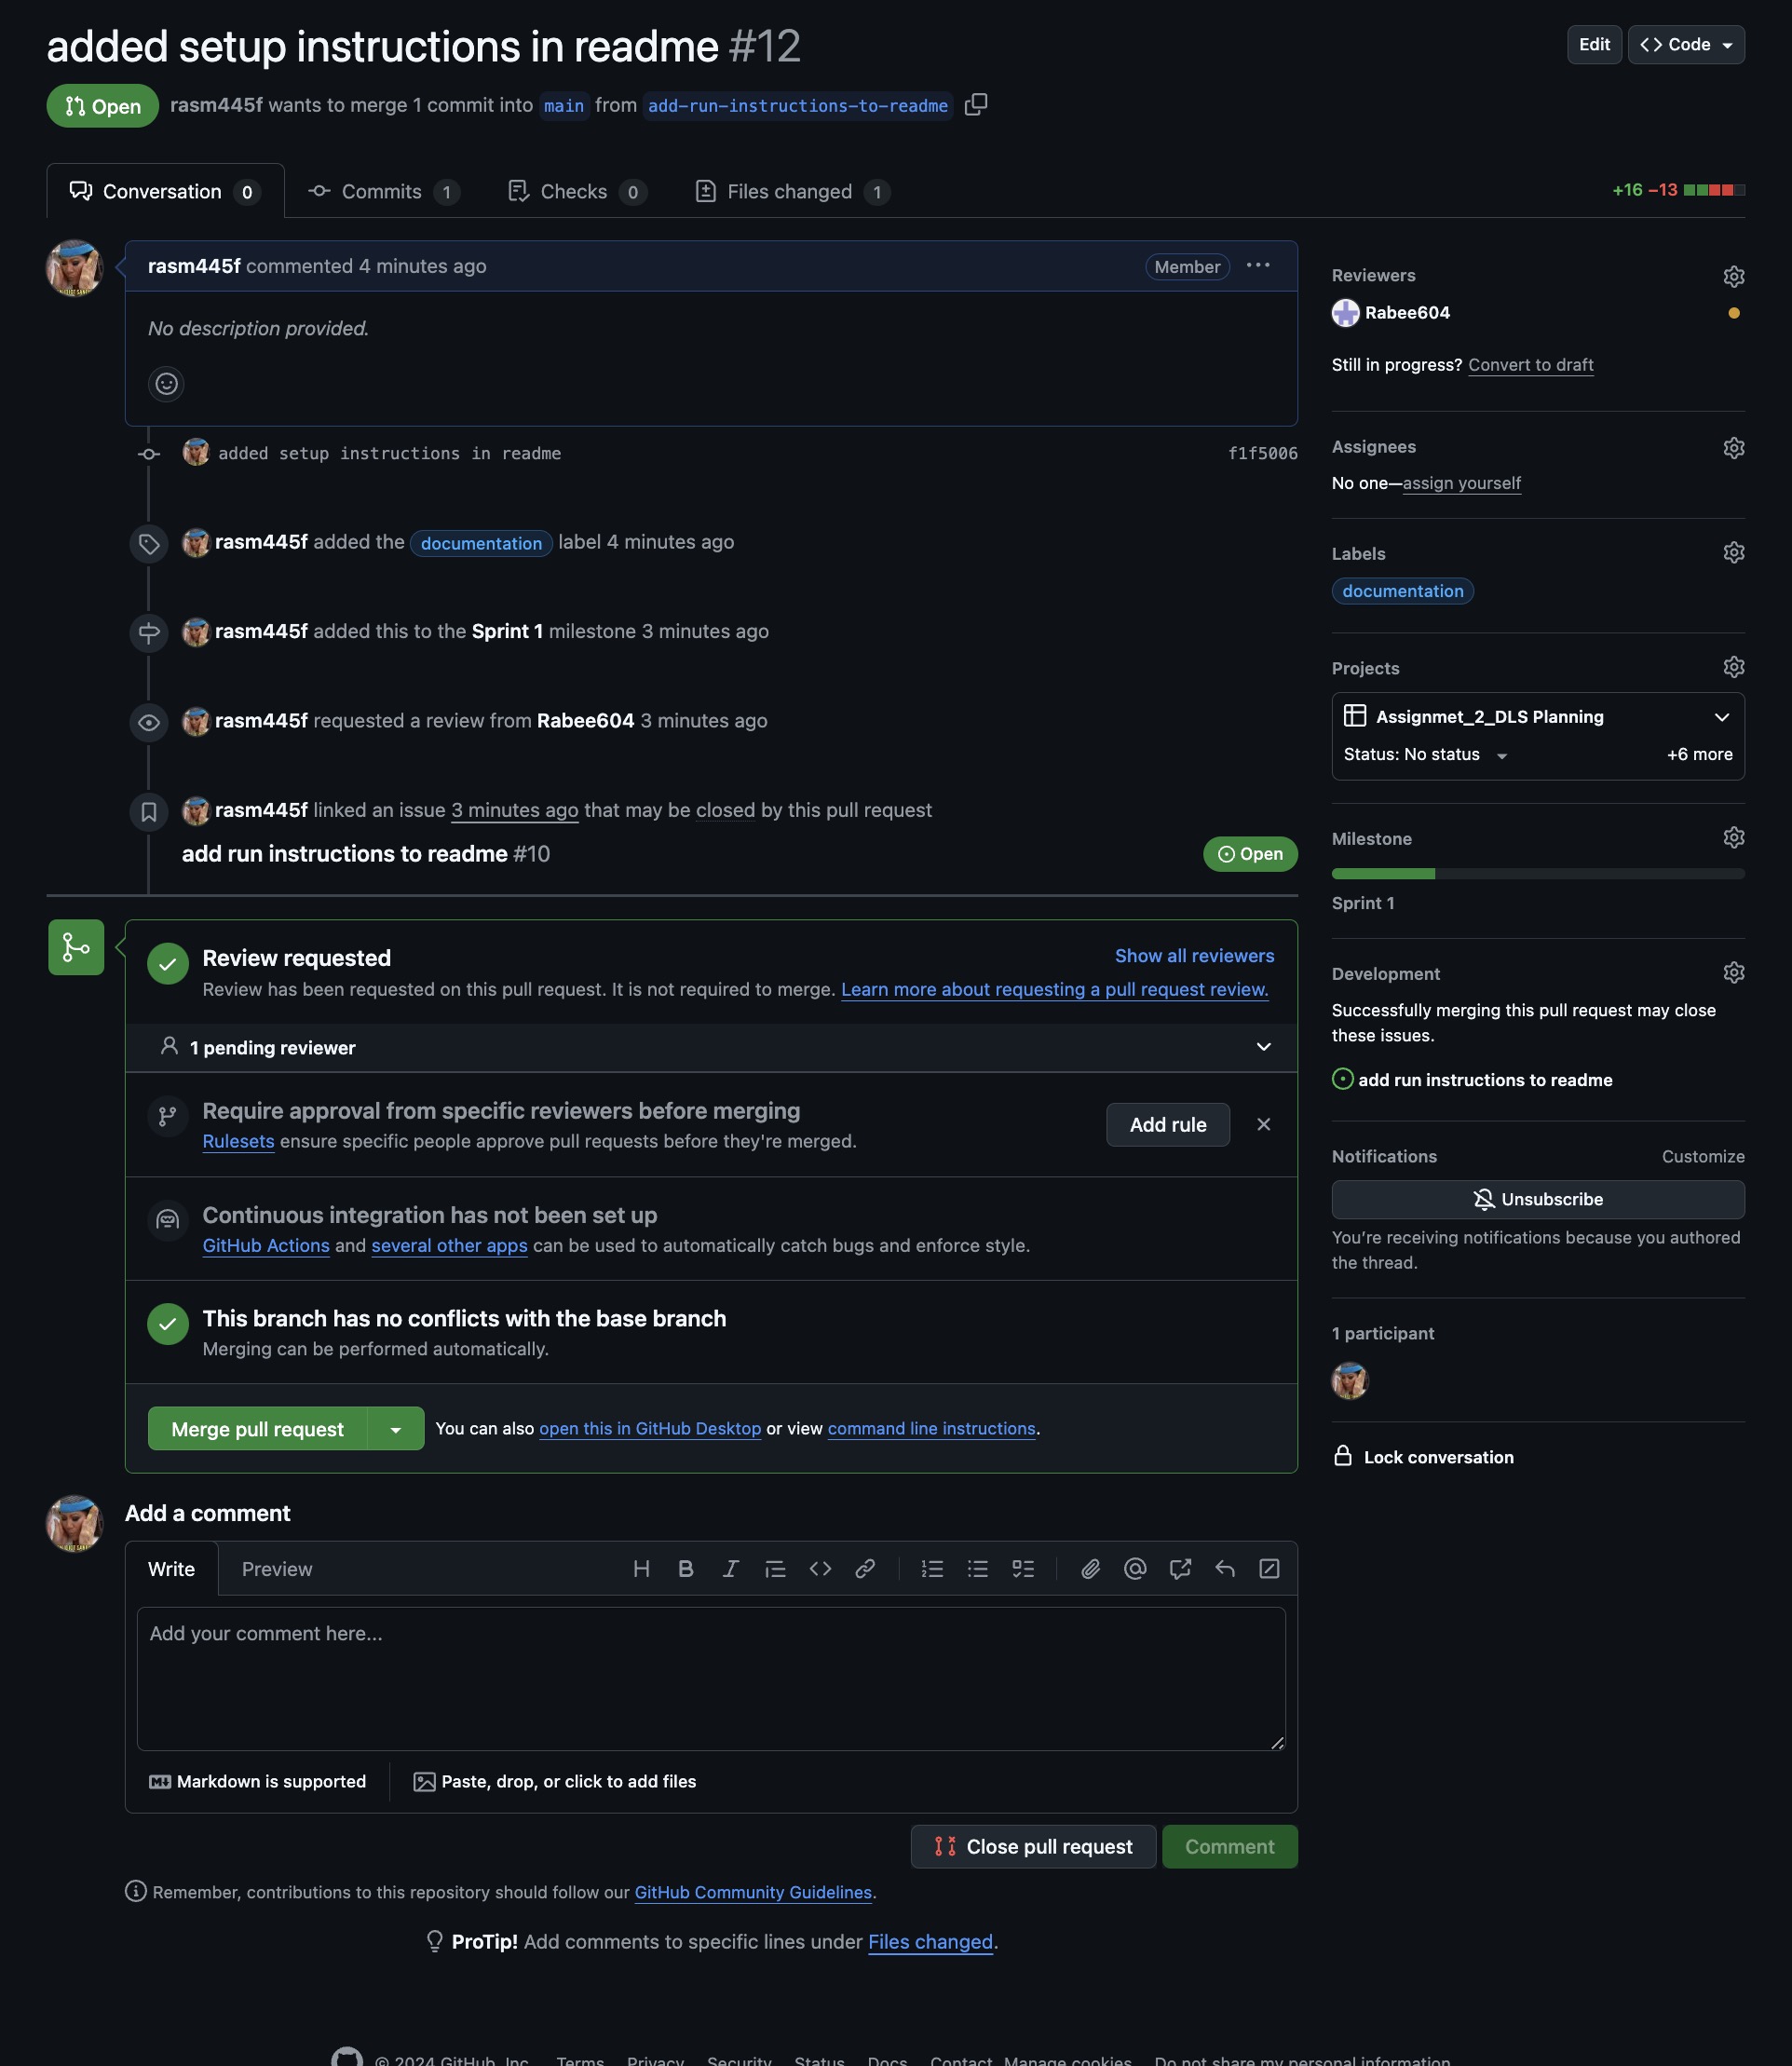 added setup instructions in readme #12
Edit
Code
Open
rasm445f wants to merge 1 commit into main from add-run-instructions-to-readme
Conversation 0
Commits 1
Checks 0
Files changed 1
+16 −13
rasm445f commented 4 minutes ago
Member
No description provided.
added setup instructions in readme
f1f5006
rasm445f added the documentation label 4 minutes ago
rasm445f added this to the Sprint 1 milestone 3 minutes ago
rasm445f requested a review from Rabee604 3 minutes ago
rasm445f linked an issue 3 minutes ago that may be closed by this pull request
add run instructions to readme #10
Open
Review requested
Show all reviewers
Review has been requested on this pull request. It is not required to merge. Learn more about requesting a pull request review.
1 pending reviewer
Require approval from specific reviewers before merging
Rulesets ensure specific people approve pull requests before they're merged.
Add rule
Continuous integration has not been set up
GitHub Actions and several other apps can be used to automatically catch bugs and enforce style.
This branch has no conflicts with the base branch
Merging can be performed automatically.
Merge pull request
You can also open this in GitHub Desktop or view command line instructions.
Add a comment
Write
Preview
Add your comment here...
Markdown is supported
Paste, drop, or click to add files
Close pull request
Comment
Remember, contributions to this repository should follow our GitHub Community Guidelines.
ProTip! Add comments to specific lines under Files changed.
Reviewers
Rabee604
Still in progress? Convert to draft
Assignees
No one—assign yourself
Labels
documentation
Projects
Assignmet_2_DLS Planning
Status: No status
+6 more
Milestone
Sprint 1
Development
Successfully merging this pull request may close
these issues.
add run instructions to readme
Notifications
Customize
Unsubscribe
You're receiving notifications because you authored
the thread.
1 participant
Lock conversation
© 2024 GitHub, Inc. Terms Privacy Security Status Docs Contact Manage cookies Do not share my personal information